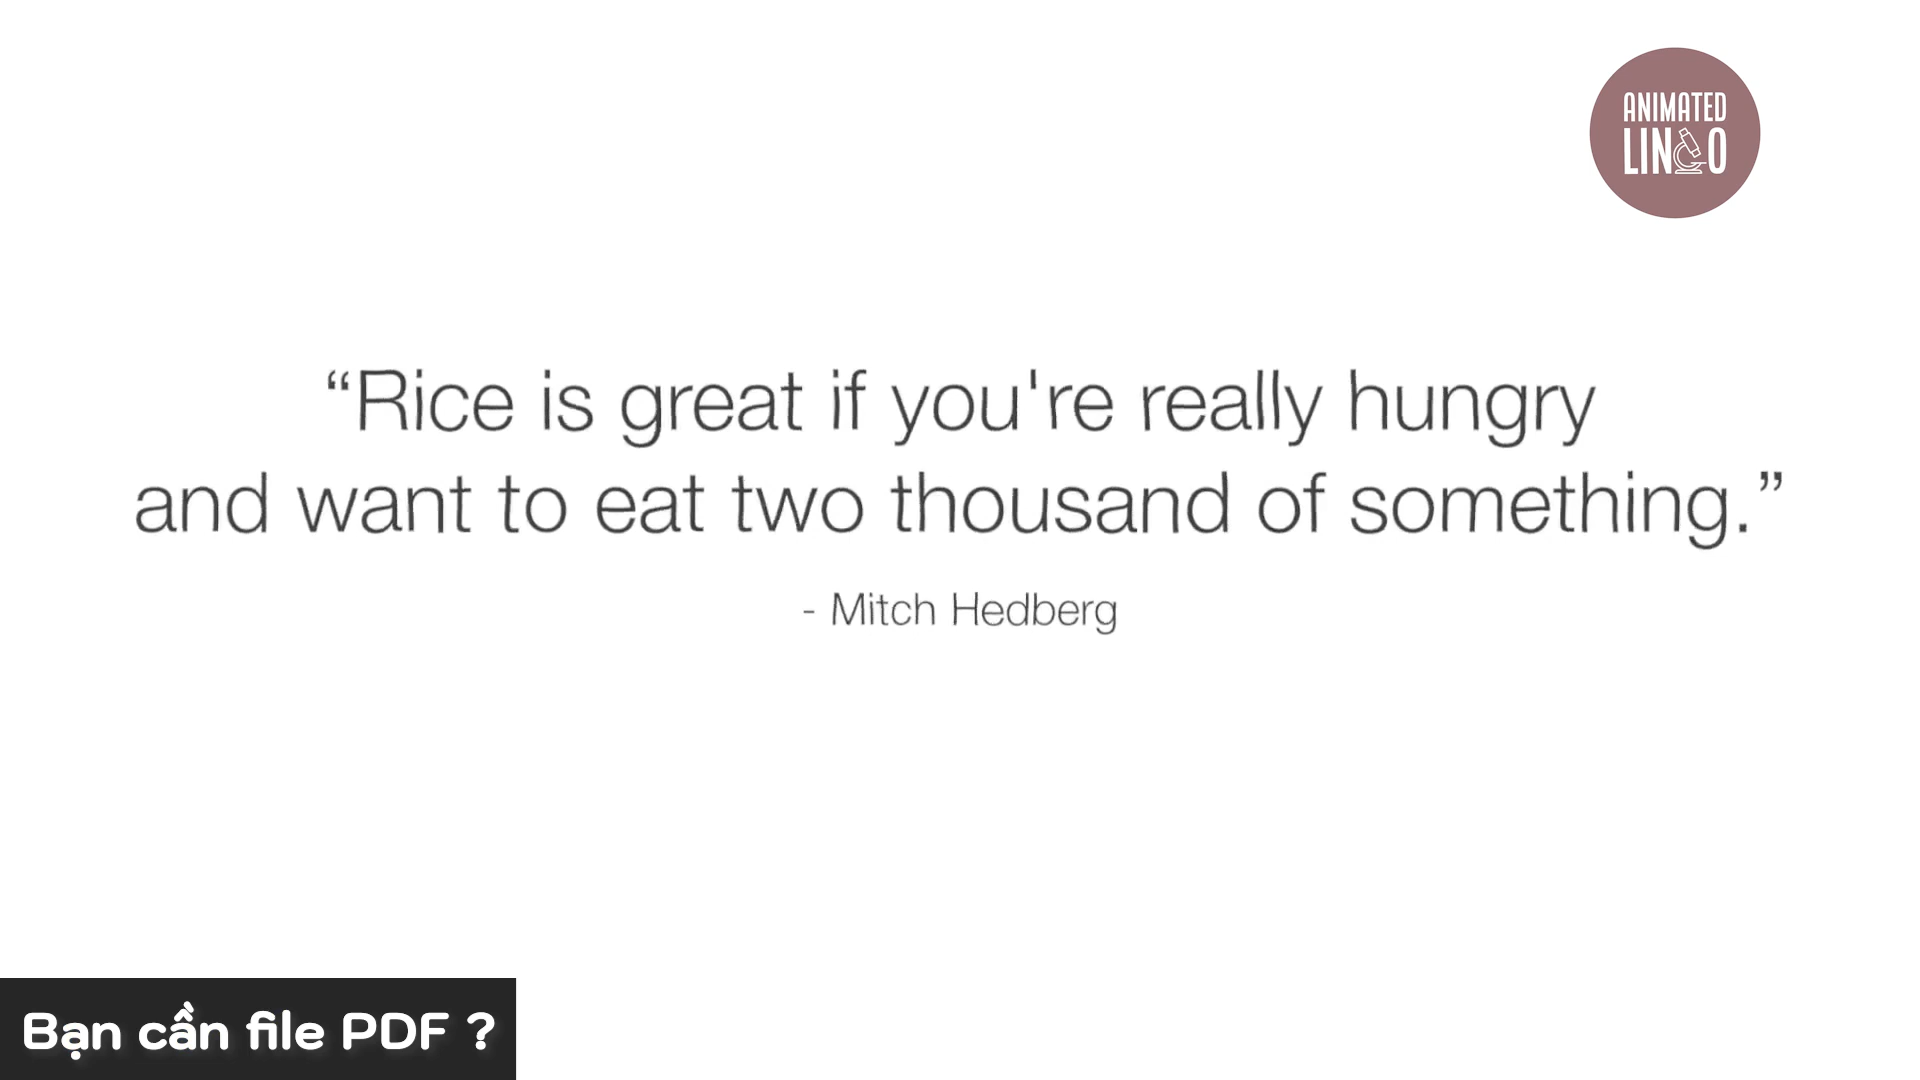 ANIMATED
LINGO
“Rice is great if you're really hungry
and want to eat two thousand of something.”
- Mitch Hedberg
Bạn cần file PDF ?